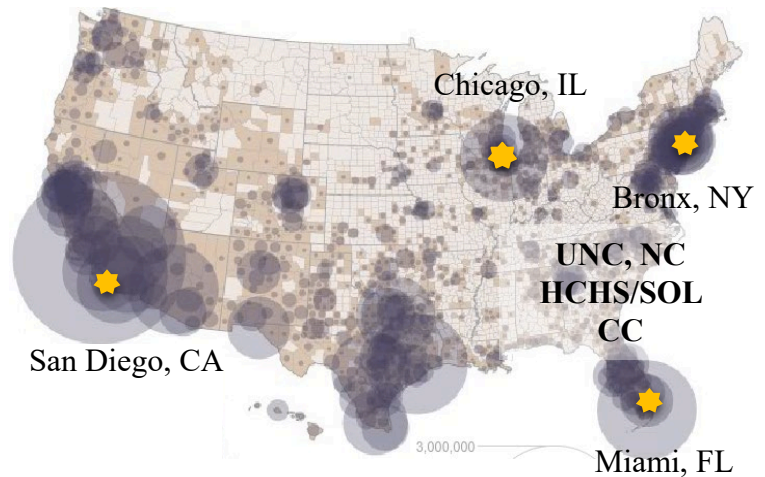 Chicago, IL
Bronx, NY
UNC, NC
HCHS/SOL
CC
San Diego, CA
3,000,000
Miami, FL